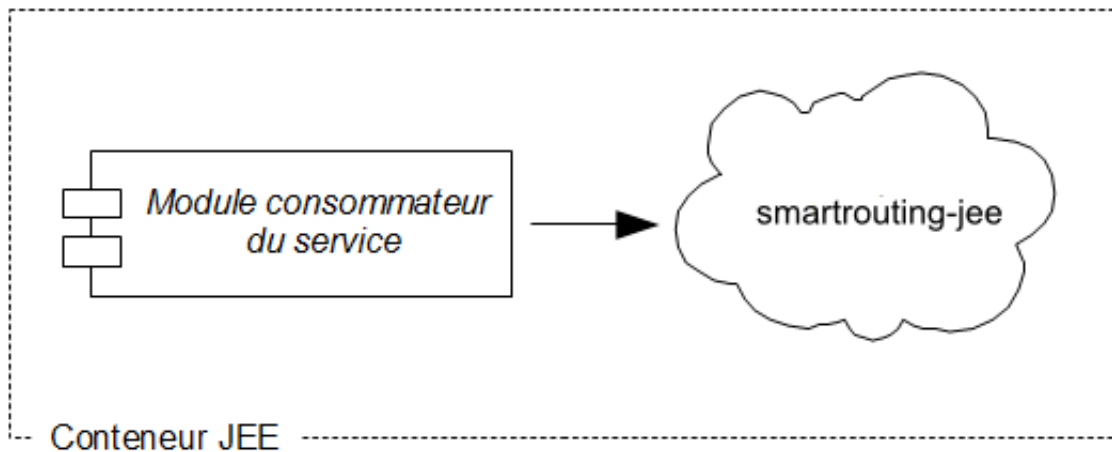 Module consommateur
du service
smartrouting-jee
Conteneur JEE